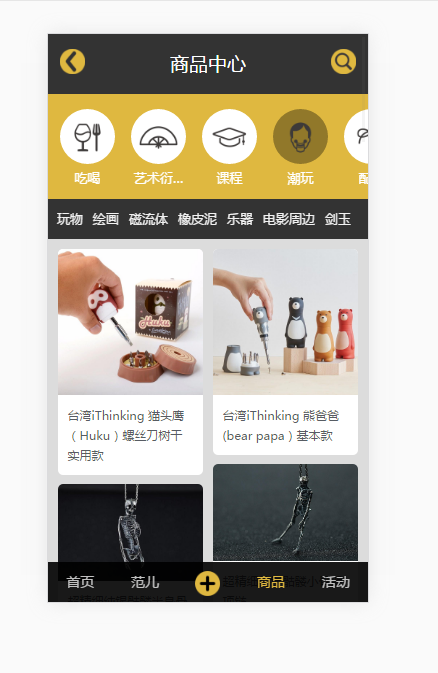 商品中心
吃喝
艺术衍...
课程
潮玩
玩物 绘画 磁流体 橡皮泥 乐器 电影周边 剑玉
Huku
台湾iThinking 猫头鹰
（Huku）螺丝刀树干
实用款
台湾iThinking 熊爸爸
(bear papa）基本款
首页 范儿 商品 活动